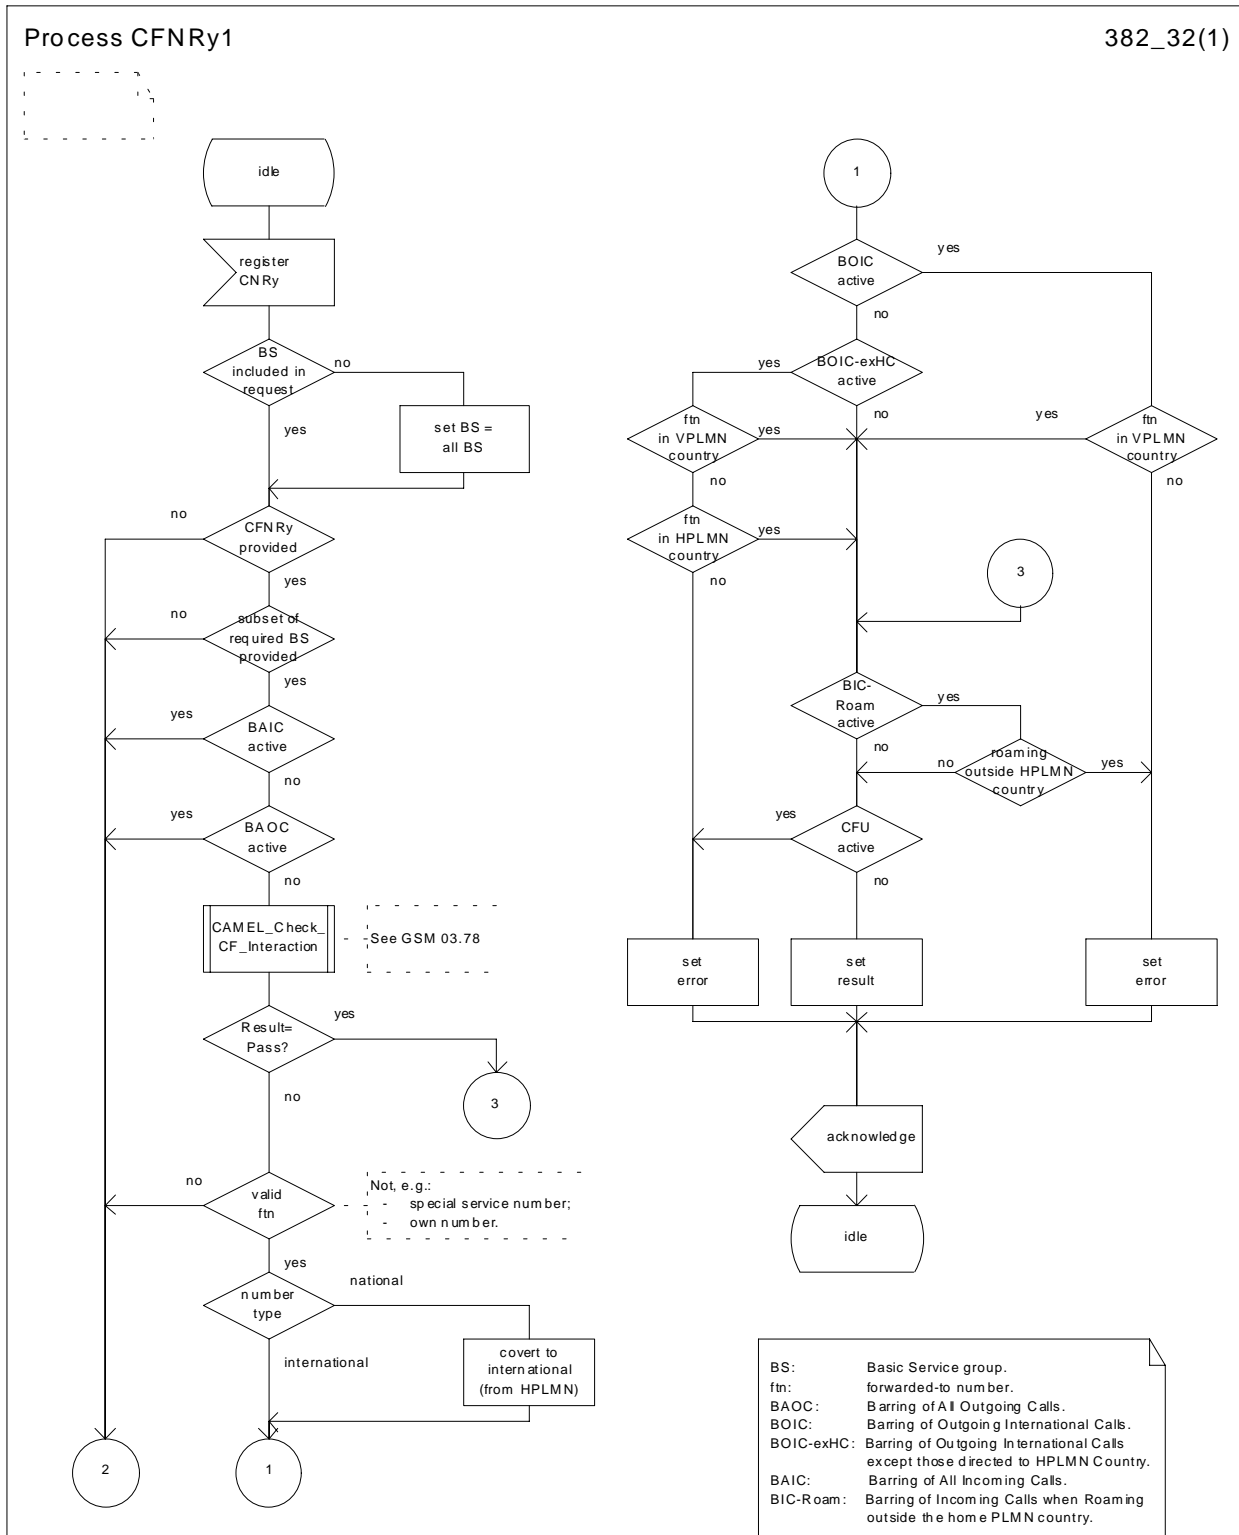 Process CFNRy1
382_32(1)
idle
register
CNRy
BS
included in
request
no
yes
set BS =
all BS
no
CFNRy
provided
yes
no
subset of
required BS
provided
yes
yes
BAIC
active
no
yes
BAOC
active
no
CAMEL_Check_
CF_Interaction
See GSM 03.78
Result=
Pass?
yes
no
3
no
valid
ftn
Not, e.g.:
- special service number;
- own number.
yes
number
type
national
international
covert to
international
(from HPLMN)
2
1
1
BOIC
active
yes
no
yes
BOIC-exHC
active
no
ftn
in VPLMN
country
yes
no
yes
ftn
in VPLMN
country
no
ftn
in HPLMN
country
yes
no
3
BIC-
Roam
active
yes
no
no
roaming
outside HPLMN
country
yes
yes
CFU
active
no
set
error
set
result
set
error
acknowledge
idle
BS: Basic Service group.
ftn: forwarded-to number.
BAOC: Barring of All Outgoing Calls.
BOIC: Barring of Outgoing International Calls.
BOIC-exHC: Barring of Outgoing International Calls
except those directed to HPLMN Country.
BAIC: Barring of All Incoming Calls.
BIC-Roam: Barring of Incoming Calls when Roaming
outside the home PLMN country.